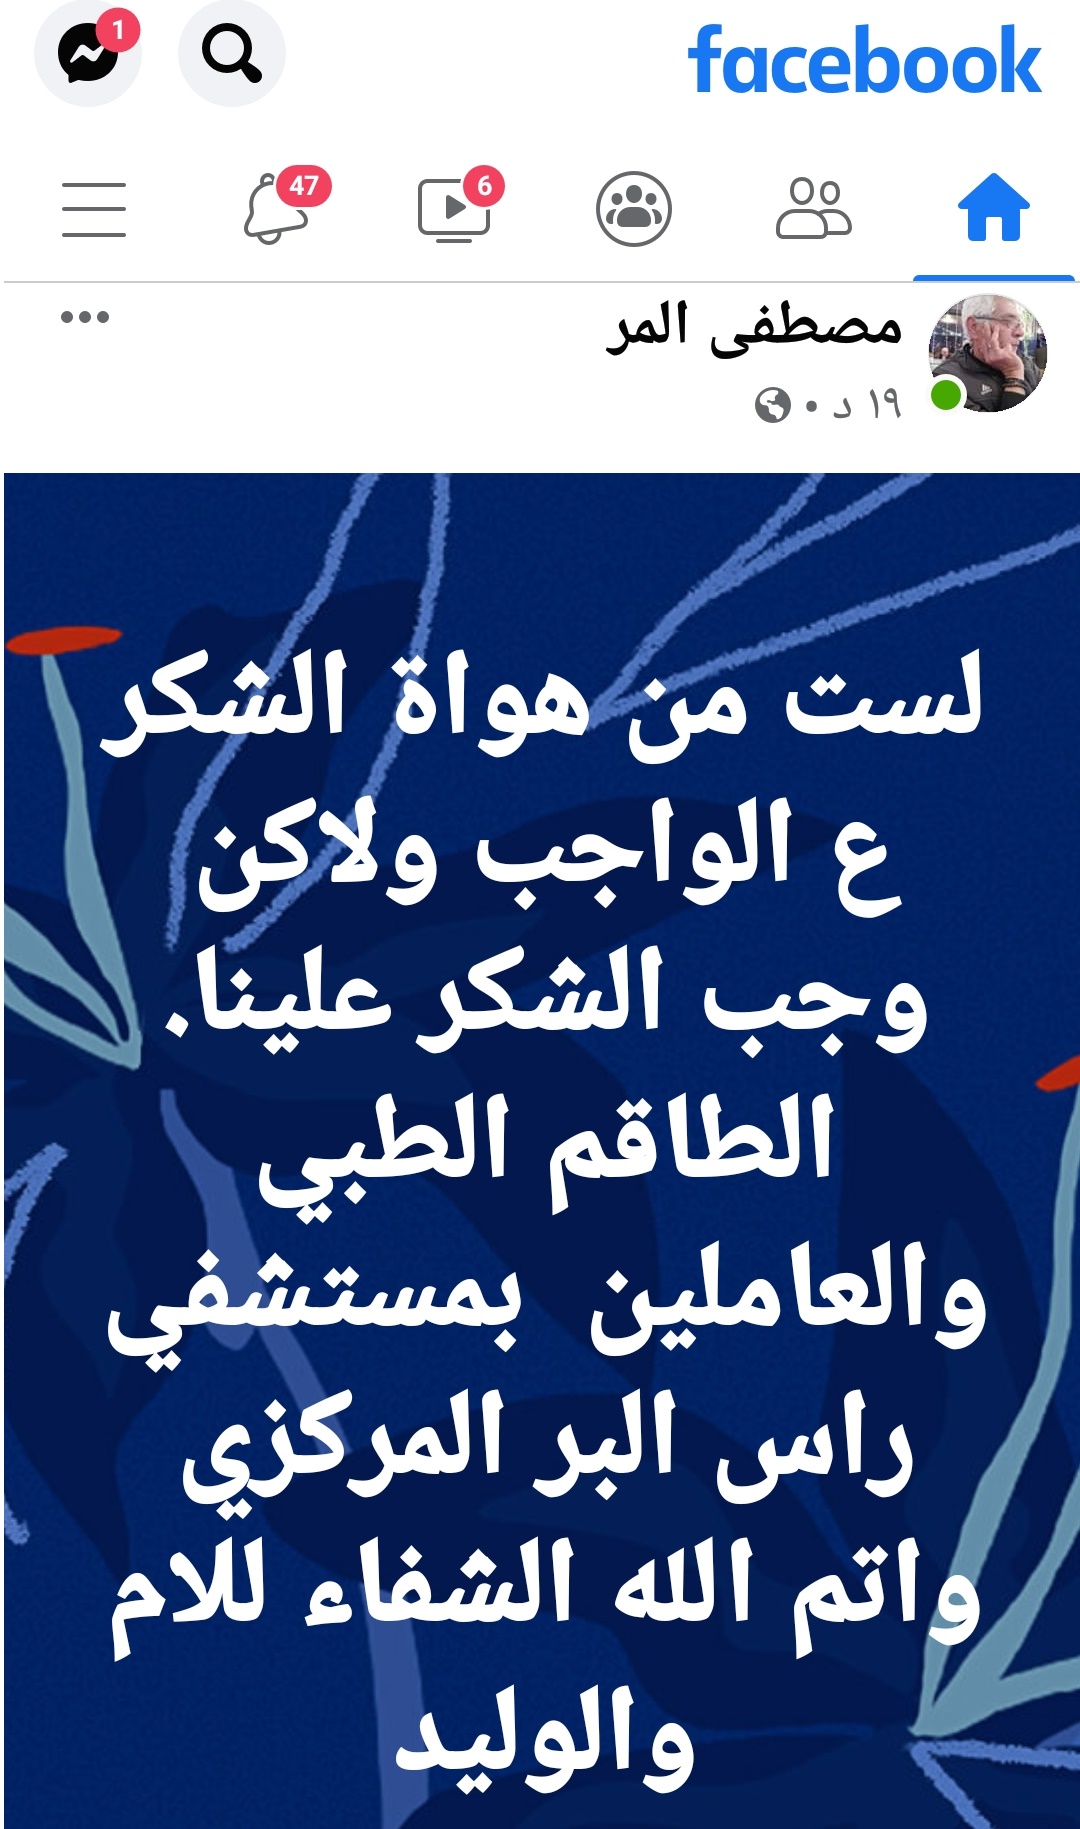 facebook
1
47
6
مصطفى المر
١٩ د •
لست من هواة الشكر
ع الواجب ولاكن
وجب الشكر علينا.
الطاقم الطبي
والعاملين بمستشفي
راس البر المركزي
واتم الله الشفاء للام
والوليد